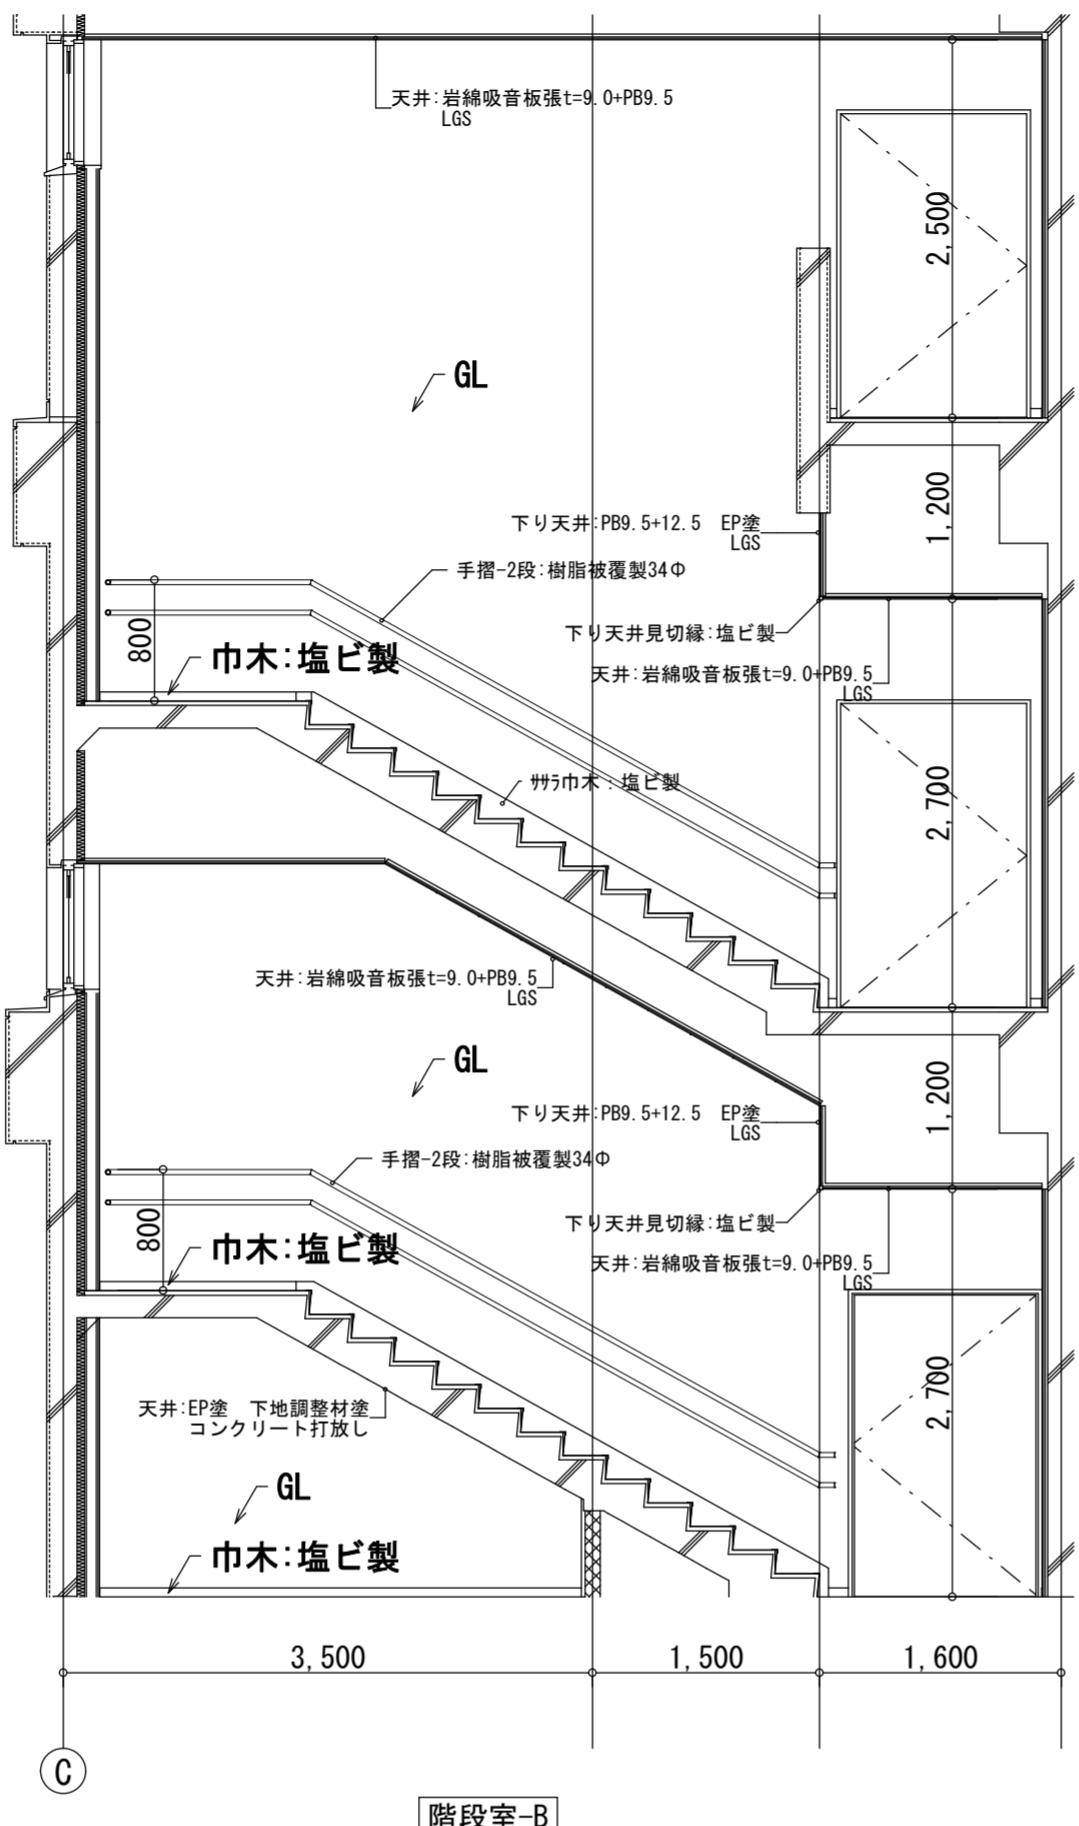 天井:岩綿吸音板張t=9.0+PB9.5
LGS
2,500
GL
1,200
下り天井:PB9.5+12.5 EP塗
LGS
手摺-2段:樹脂被覆製34Φ
800
下り天井見切縁:塩ビ製
巾木:塩ビ製
天井:岩綿吸音板張t=9.0+PB9.5
LGS
ｻｻﾗ巾木:塩ビ製
2,700
天井:岩綿吸音板張t=9.0+PB9.5
LGS
GL
1,200
下り天井:PB9.5+12.5 EP塗
LGS
手摺-2段:樹脂被覆製34Φ
800
下り天井見切縁:塩ビ製
巾木:塩ビ製
天井:岩綿吸音板張t=9.0+PB9.5
LGS
2,700
天井:EP塗 下地調整材塗
コンクリート打放し
GL
巾木:塩ビ製
3,500 1,500 1,600
C
階段室-B